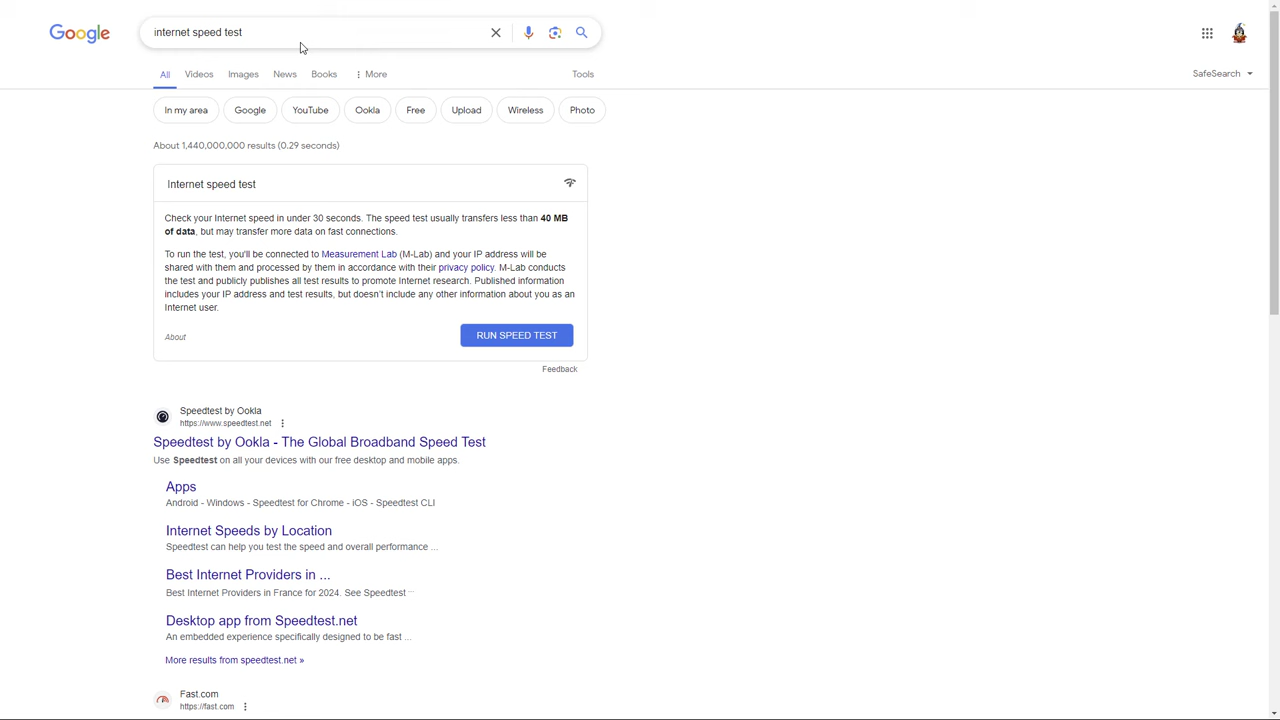 Google
internet speed test
All Videos Images News Books More Tools
SafeSearch
In my area Google YouTube Ookla Free Upload Wireless Photo
About 1,440,000,000 results (0.29 seconds)
Internet speed test
Check your Internet speed in under 30 seconds. The speed test usually transfers less than 40 MB
of data, but may transfer more data on fast connections.
To run the test, you'll be connected to Measurement Lab (M-Lab) and your IP address will be
shared with them and processed by them in accordance with their privacy policy. M-Lab conducts
the test and publicly publishes all test results to promote Internet research. Published information
includes your IP address and test results, but doesn't include any other information about you as an
Internet user.
About
RUN SPEED TEST
Feedback
Speedtest by Ookla
https://www.speedtest.net
Speedtest by Ookla - The Global Broadband Speed Test
Use Speedtest on all your devices with our free desktop and mobile apps.
Apps
Android - Windows - Speedtest for Chrome - iOS - Speedtest CLI
Internet Speeds by Location
Speedtest can help you test the speed and overall performance ...
Best Internet Providers in ...
Best Internet Providers in France for 2024. See Speedtest ...
Desktop app from Speedtest.net
An embedded experience specifically designed to be fast ...
More results from speedtest.net »
Fast.com
https://fast.com